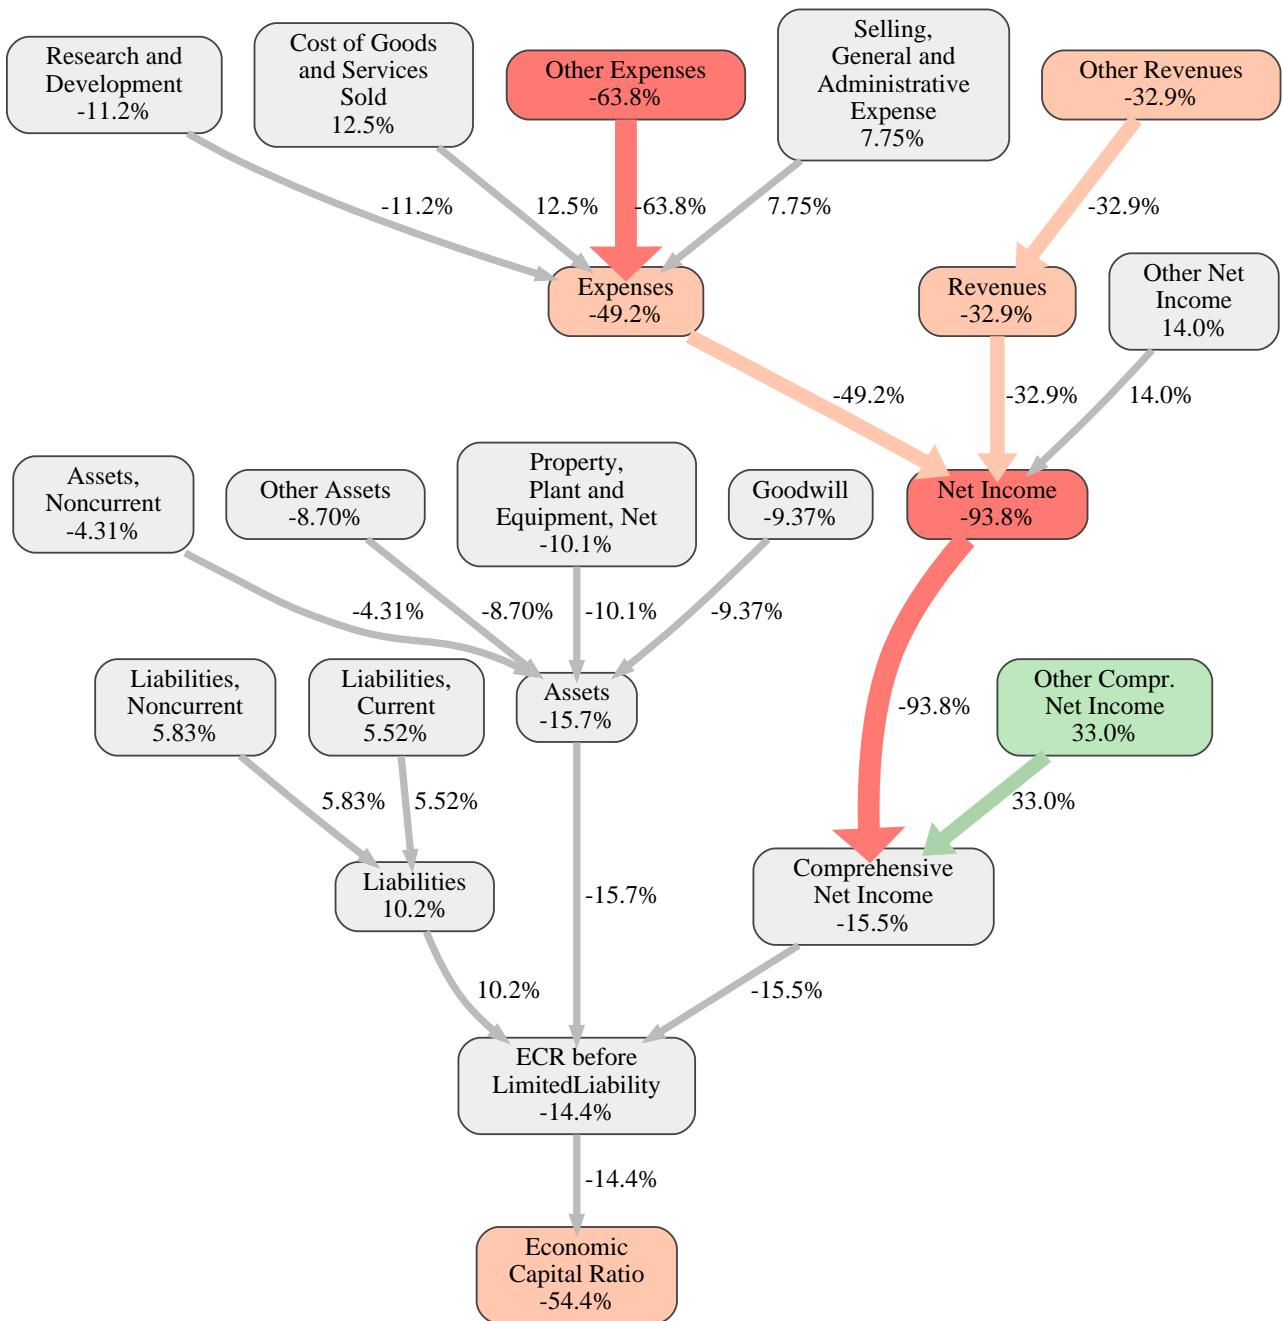 Research and
Development
-11.2%
Cost of Goods
and Services
Sold
12.5%
Other Expenses
-63.8%
Selling,
General and
Administrative
Expense
7.75%
Other Revenues
-32.9%
-11.2%
12.5%
-63.8%
7.75%
-32.9%
Expenses
-49.2%
Revenues
-32.9%
Other Net
Income
14.0%
-49.2%
-32.9%
14.0%
Assets,
Noncurrent
-4.31%
Other Assets
-8.70%
Property,
Plant and
Equipment, Net
-10.1%
Goodwill
-9.37%
Net Income
-93.8%
-4.31%
-8.70%
-10.1%
-9.37%
Liabilities,
Noncurrent
5.83%
Liabilities,
Current
5.52%
Assets
-15.7%
-93.8%
Other Compr.
Net Income
33.0%
5.83%
5.52%
33.0%
Liabilities
10.2%
-15.7%
Comprehensive
Net Income
-15.5%
10.2%
-15.5%
ECR before
LimitedLiability
-14.4%
-14.4%
Economic
Capital Ratio
-54.4%